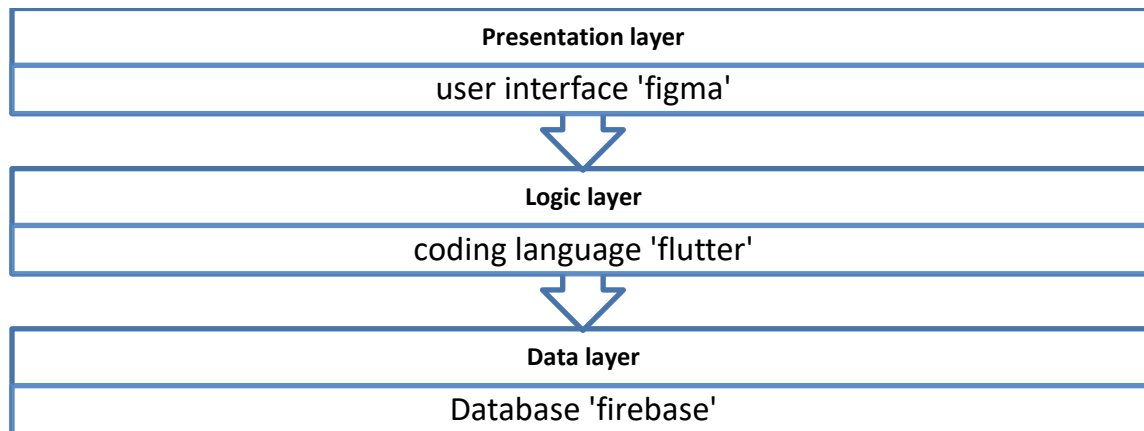 Presentation layer
user interface 'figma'
Logic layer
coding language 'flutter'
Data layer
Database 'firebase'